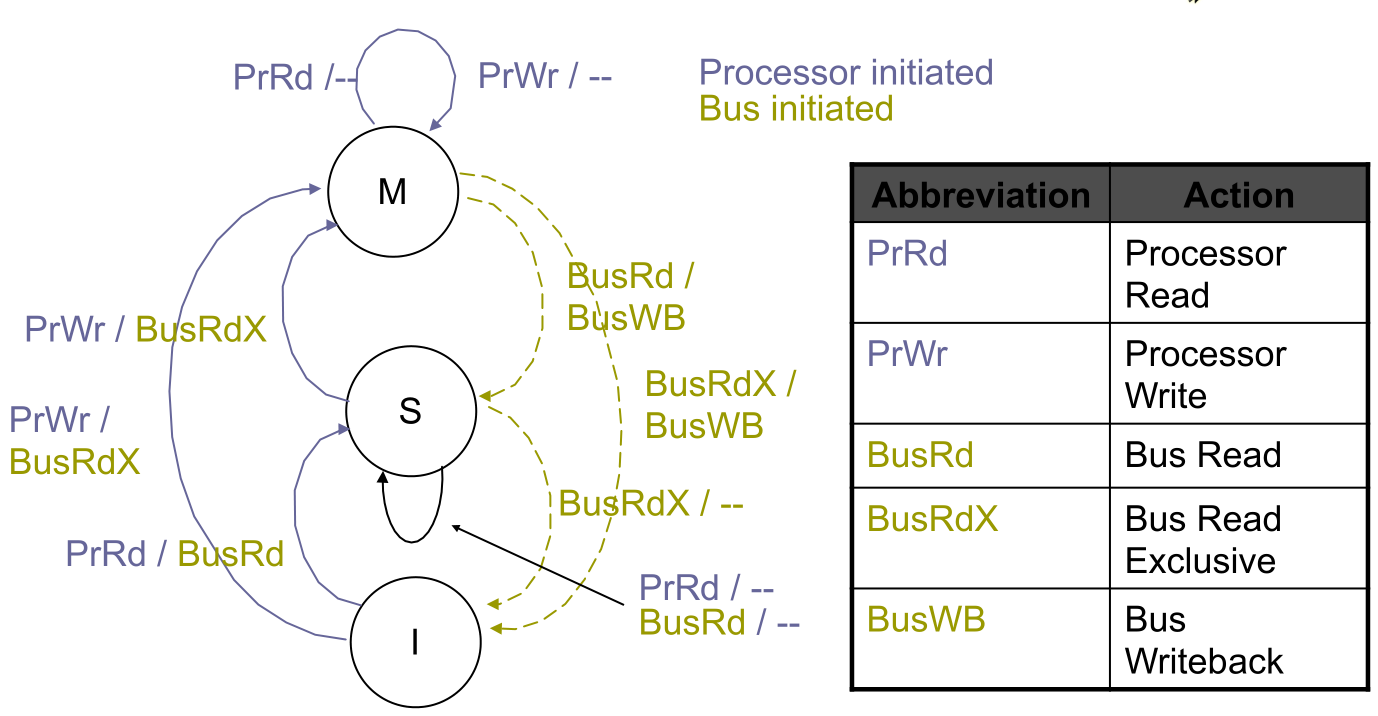 PrRd /--
PrWr / --
Processor initiated
Bus initiated
M
BusRd /
BusWB
PrWr / BusRdX
BusRdX /
BusWB
S
PrWr /
BusRdX
BusRdX / --
PrRd / BusRd
PrRd / --
BusRd / --
I
Abbreviation Action
PrRd Processor
Read
PrWr Processor
Write
BusRd Bus Read
BusRdX Bus Read
Exclusive
BusWB Bus
Writeback